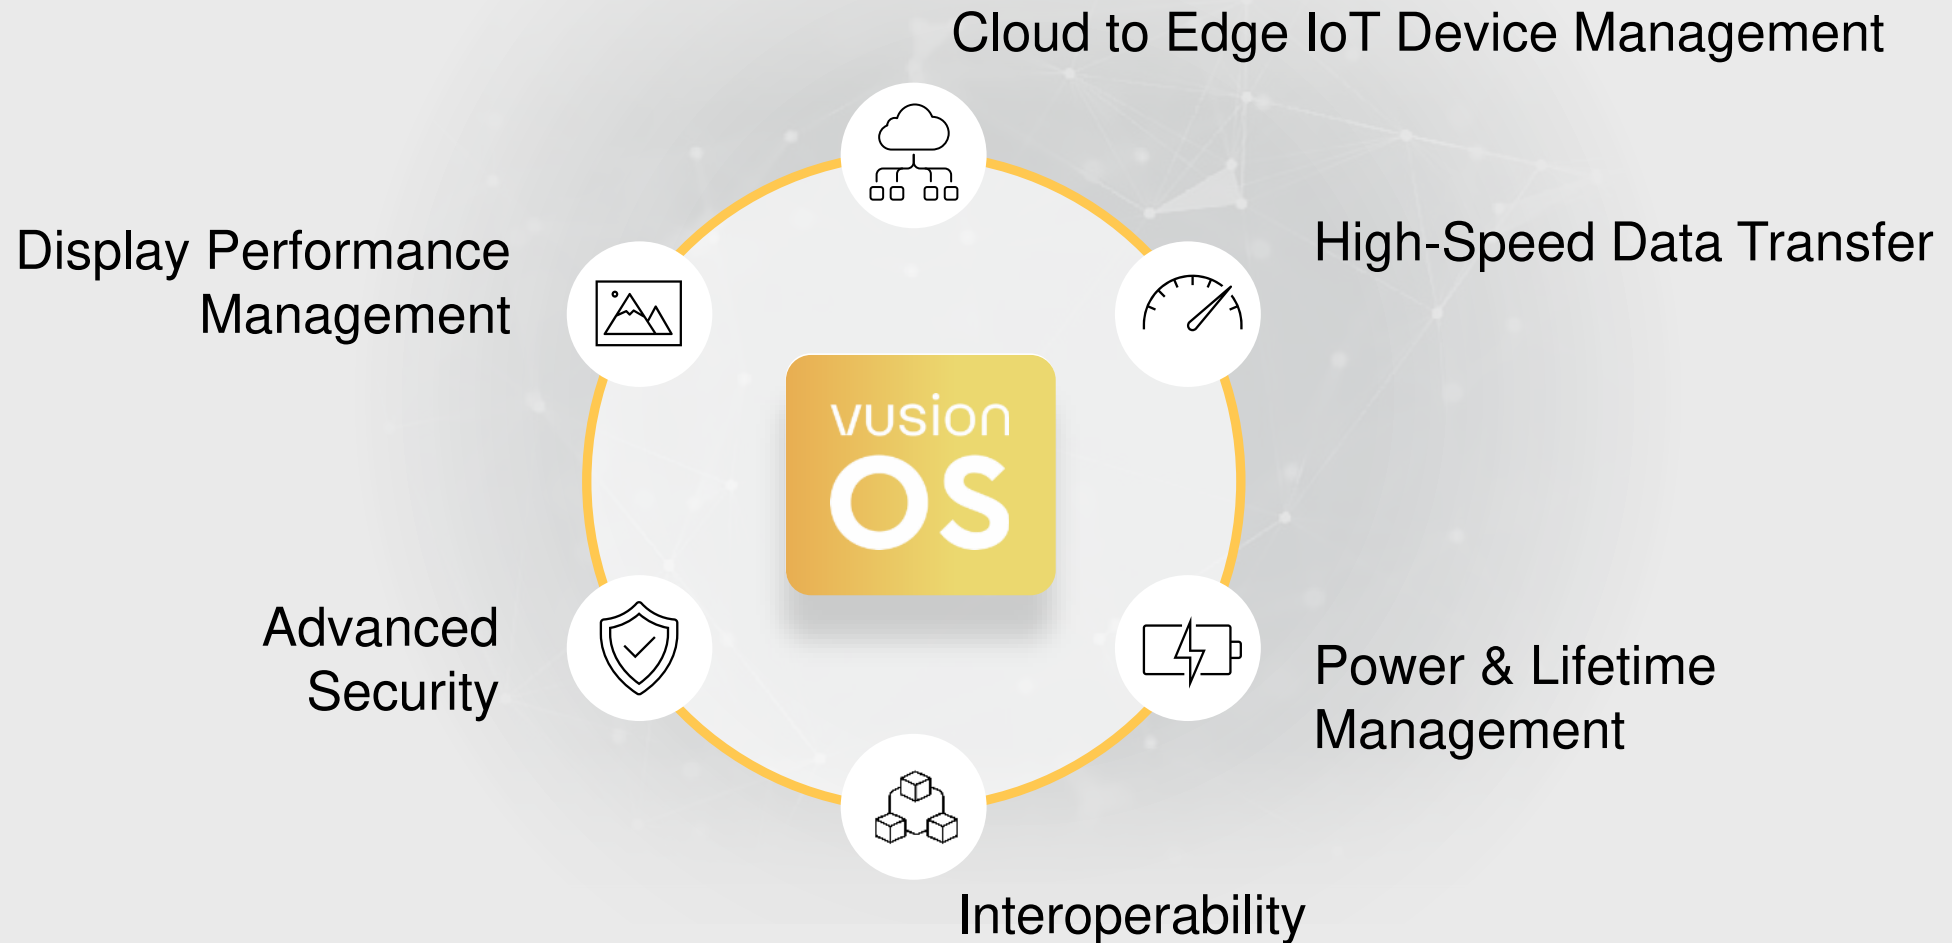 Cloud to Edge IoT Device Management
High-Speed Data Transfer
Display Performance
Management
vusion
OS
Advanced
Security
Power & Lifetime
Management
Interoperability